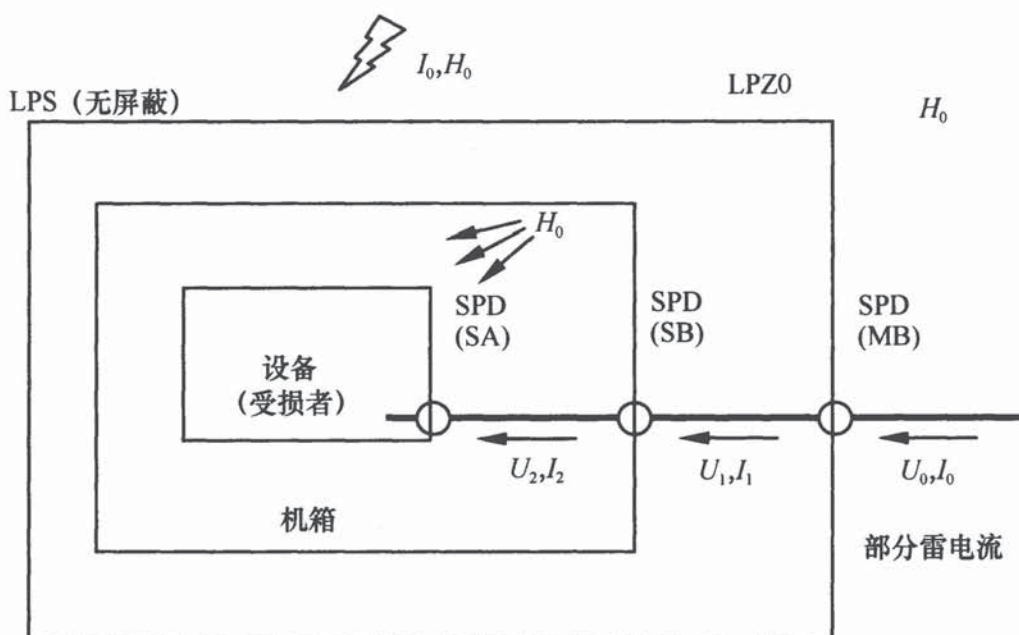 I₀,H₀
LPS（无屏蔽）
LPZ0
H₀
H₀
SPD
(SA)
SPD
(SB)
SPD
(MB)
设备
（受损者）
U₂,I₂
U₁,I₁
U₀,I₀
机箱
部分雷电流